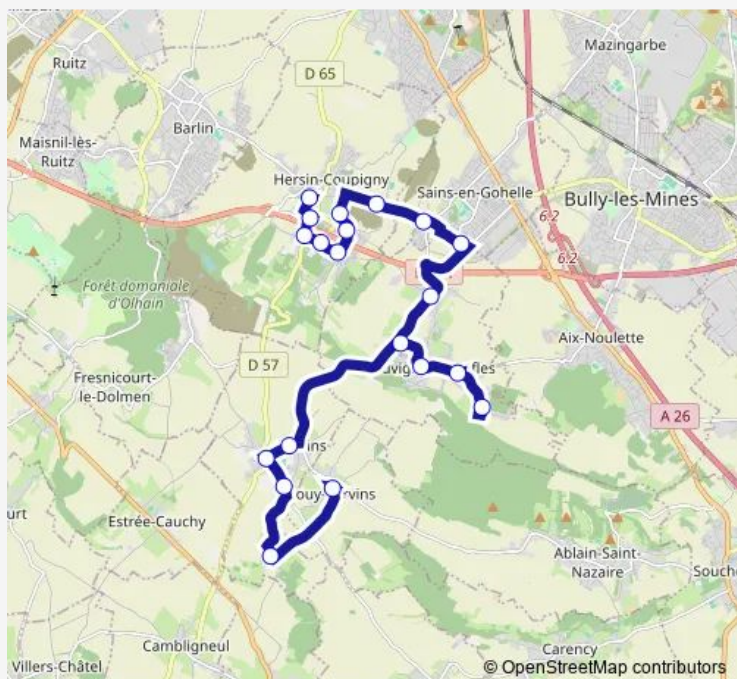 Ruitz
D 65
Mazingarbe
Barlin
Maisnil-lès-
Ruitz
Hersin-Coupigny
Sains-en-Gohelle
Bully-les-Mines
6.2
6.2
Forêt domaniale
d'Olhain
Aix-Noulette
D 57
Fresnicourt-
le-Dolmen
A 26
Estrée-Cauchy
Ablain-Saint-
Nazaire
Souch
Cambligneul
Carency
Villers-Châtel
© OpenStreetMap contributors